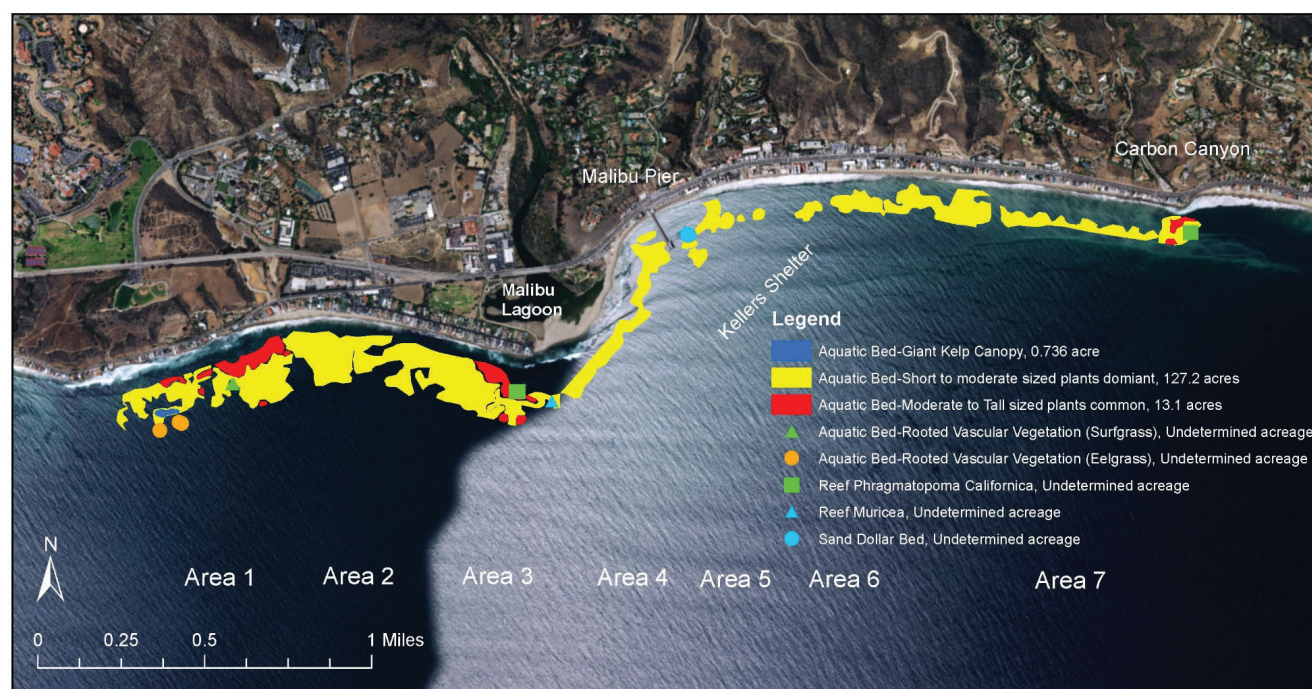 Carbon Canyon
Malibu Pier
Malibu
Lagoon
Kellers Shelter
Legend
Aquatic Bed-Giant Kelp Canopy, 0.736 acre
Aquatic Bed-Short to moderate sized plants domiant, 127.2 acres
Aquatic Bed-Moderate to Tall sized plants common, 13.1 acres
Aquatic Bed-Rooted Vascular Vegetation (Surfgrass), Undetermined acreage
Aquatic Bed-Rooted Vascular Vegetation (Eelgrass), Undetermined acreage
Reef Phragmatopoma Californica, Undetermined acreage
Reef Muricea, Undetermined acreage
Sand Dollar Bed, Undetermined acreage
N
Area 1 Area 2 Area 3 Area 4 Area 5 Area 6 Area 7
0 0.25 0.5 1 Miles